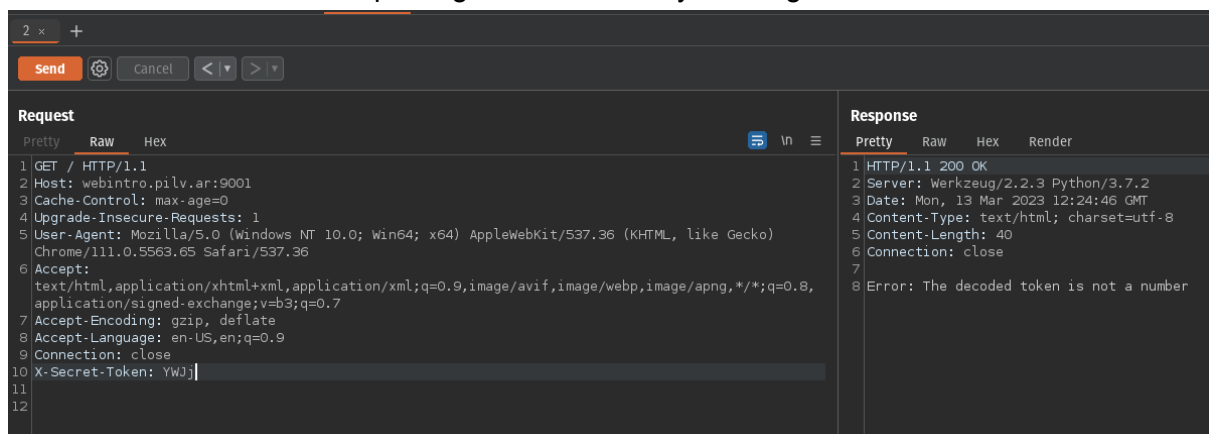 2 × +
Send Cancel < >
Request
Pretty Raw Hex \n
1 GET / HTTP/1.1
2 Host: webintro.pilv.ar:9001
3 Cache-Control: max-age=0
4 Upgrade-Insecure-Requests: 1
5 User-Agent: Mozilla/5.0 (Windows NT 10.0; Win64; x64) AppleWebKit/537.36 (KHTML, like Gecko)
Chrome/111.0.5563.65 Safari/537.36
6 Accept:
text/html,application/xhtml+xml,application/xml;q=0.9,image/avif,image/webp,image/apng,*/*;q=0.8,
application/signed-exchange;v=b3;q=0.7
7 Accept-Encoding: gzip, deflate
8 Accept-Language: en-US,en;q=0.9
9 Connection: close
10 X-Secret-Token: YWJj
11
12
Response
Pretty Raw Hex Render
1 HTTP/1.1 200 OK
2 Server: Werkzeug/2.2.3 Python/3.7.2
3 Date: Mon, 13 Mar 2023 12:24:46 GMT
4 Content-Type: text/html; charset=utf-8
5 Content-Length: 40
6 Connection: close
7
8 Error: The decoded token is not a number